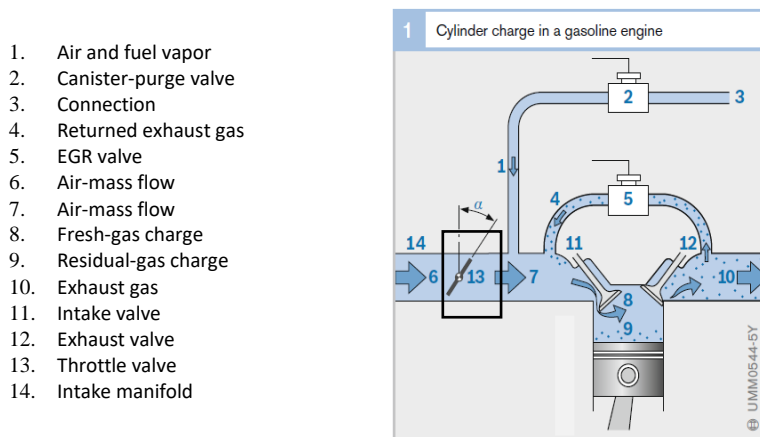 1. Air and fuel vapor
2. Canister-purge valve
3. Connection
4. Returned exhaust gas
5. EGR valve
6. Air-mass flow
7. Air-mass flow
8. Fresh-gas charge
9. Residual-gas charge
10. Exhaust gas
11. Intake valve
12. Exhaust valve
13. Throttle valve
14. Intake manifold
1 Cylinder charge in a gasoline engine
2
3
1
α
4
5
14
11
12
6
13
7
8
10
9
UMM0544-5Y